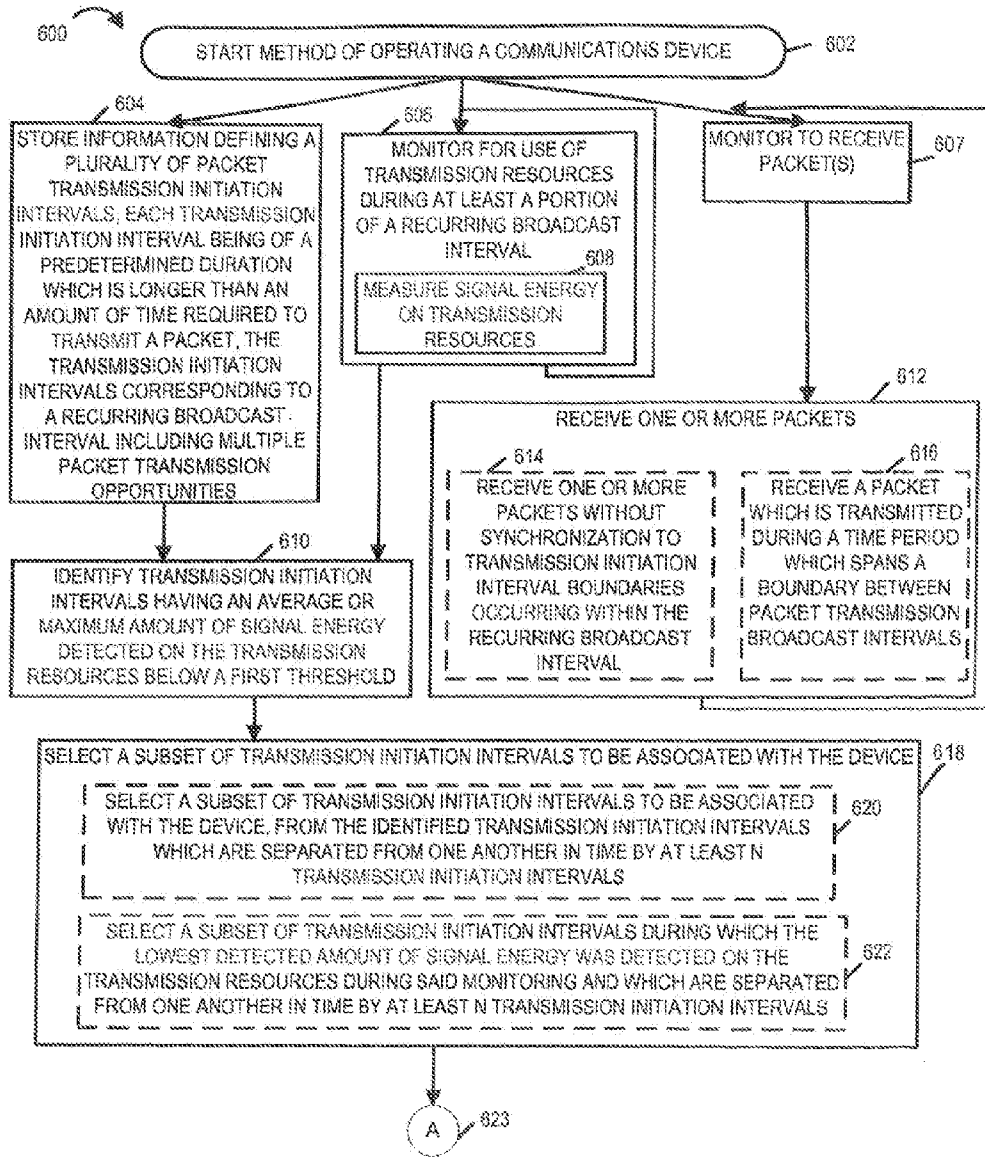 600
START METHOD OF OPERATING A COMMUNICATIONS DEVICE
602
604
STORE INFORMATION DEFINING A
PLURALITY OF PACKET
TRANSMISSION INITIATION
INTERVALS, EACH TRANSMISSION
INITIATION INTERVAL BEING OF A
PREDETERMINED DURATION
WHICH IS LONGER THAN AN
AMOUNT OF TIME REQUIRED TO
TRANSMIT A PACKET, THE
TRANSMISSION INITIATION
INTERVALS CORRESPONDING TO
A RECURRING BROADCAST
INTERVAL INCLUDING MULTIPLE
PACKET TRANSMISSION
OPPORTUNITIES
606
MONITOR FOR USE OF
TRANSMISSION RESOURCES
DURING AT LEAST A PORTION
OF A RECURRING BROADCAST
INTERVAL
608
MEASURE SIGNAL ENERGY
ON TRANSMISSION
RESOURCES
MONITOR TO RECEIVE
PACKET(S)
607
610
IDENTIFY TRANSMISSION INITIATION
INTERVALS HAVING AN AVERAGE OR
MAXIMUM AMOUNT OF SIGNAL ENERGY
DETECTED ON THE TRANSMISSION
RESOURCES BELOW A FIRST THRESHOLD
612
RECEIVE ONE OR MORE PACKETS
614
RECEIVE ONE OR MORE
PACKETS WITHOUT
SYNCHRONIZATION TO
TRANSMISSION INITIATION
INTERVAL BOUNDARIES
OCCURRING WITHIN THE
RECURRING BROADCAST
INTERVAL
616
RECEIVE A PACKET
WHICH IS TRANSMITTED
DURING A TIME PERIOD
WHICH SPANS A
BOUNDARY BETWEEN
PACKET TRANSMISSION
BROADCAST INTERVALS
SELECT A SUBSET OF TRANSMISSION INITIATION INTERVALS TO BE ASSOCIATED WITH THE DEVICE
618
SELECT A SUBSET OF TRANSMISSION INITIATION INTERVALS TO BE ASSOCIATED
WITH THE DEVICE, FROM THE IDENTIFIED TRANSMISSION INITIATION INTERVALS
WHICH ARE SEPARATED FROM ONE ANOTHER IN TIME BY AT LEAST N
TRANSMISSION INITIATION INTERVALS
620
SELECT A SUBSET OF TRANSMISSION INITIATION INTERVALS DURING WHICH THE
LOWEST DETECTED AMOUNT OF SIGNAL ENERGY WAS DETECTED ON THE
TRANSMISSION RESOURCES DURING SAID MONITORING AND WHICH ARE SEPARATED
FROM ONE ANOTHER IN TIME BY AT LEAST N TRANSMISSION INITIATION INTERVALS
622
A
623